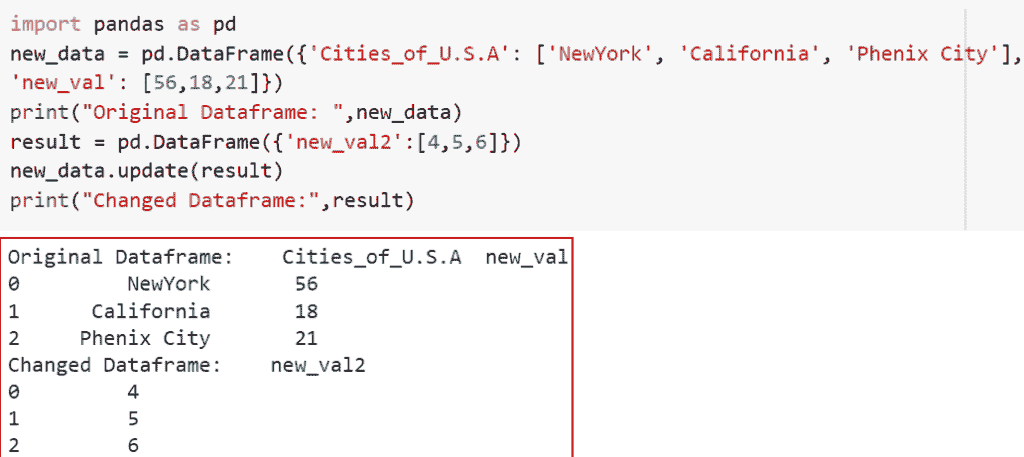 import pandas as pd
new_data = pd.DataFrame({'Cities_of_U.S.A': ['NewYork', 'California', 'Phenix City'],
'new_val': [56,18,21]})
print("Original Dataframe: ",new_data)
result = pd.DataFrame({'new_val2':[4,5,6]})
new_data.update(result)
print("Changed Dataframe:",result)
Original Dataframe:    Cities_of_U.S.A  new_val
0         NewYork       56
1      California       18
2     Phenix City       21
Changed Dataframe:    new_val2
0         4
1         5
2         6